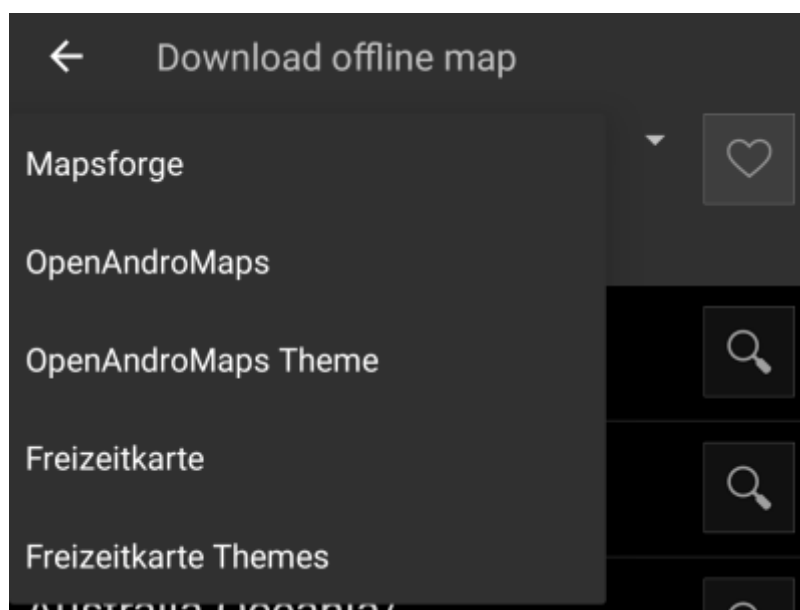 Download offline map
Mapsforge
OpenAndroMaps
OpenAndroMaps Theme
Freizeitkarte
Freizeitkarte Themes